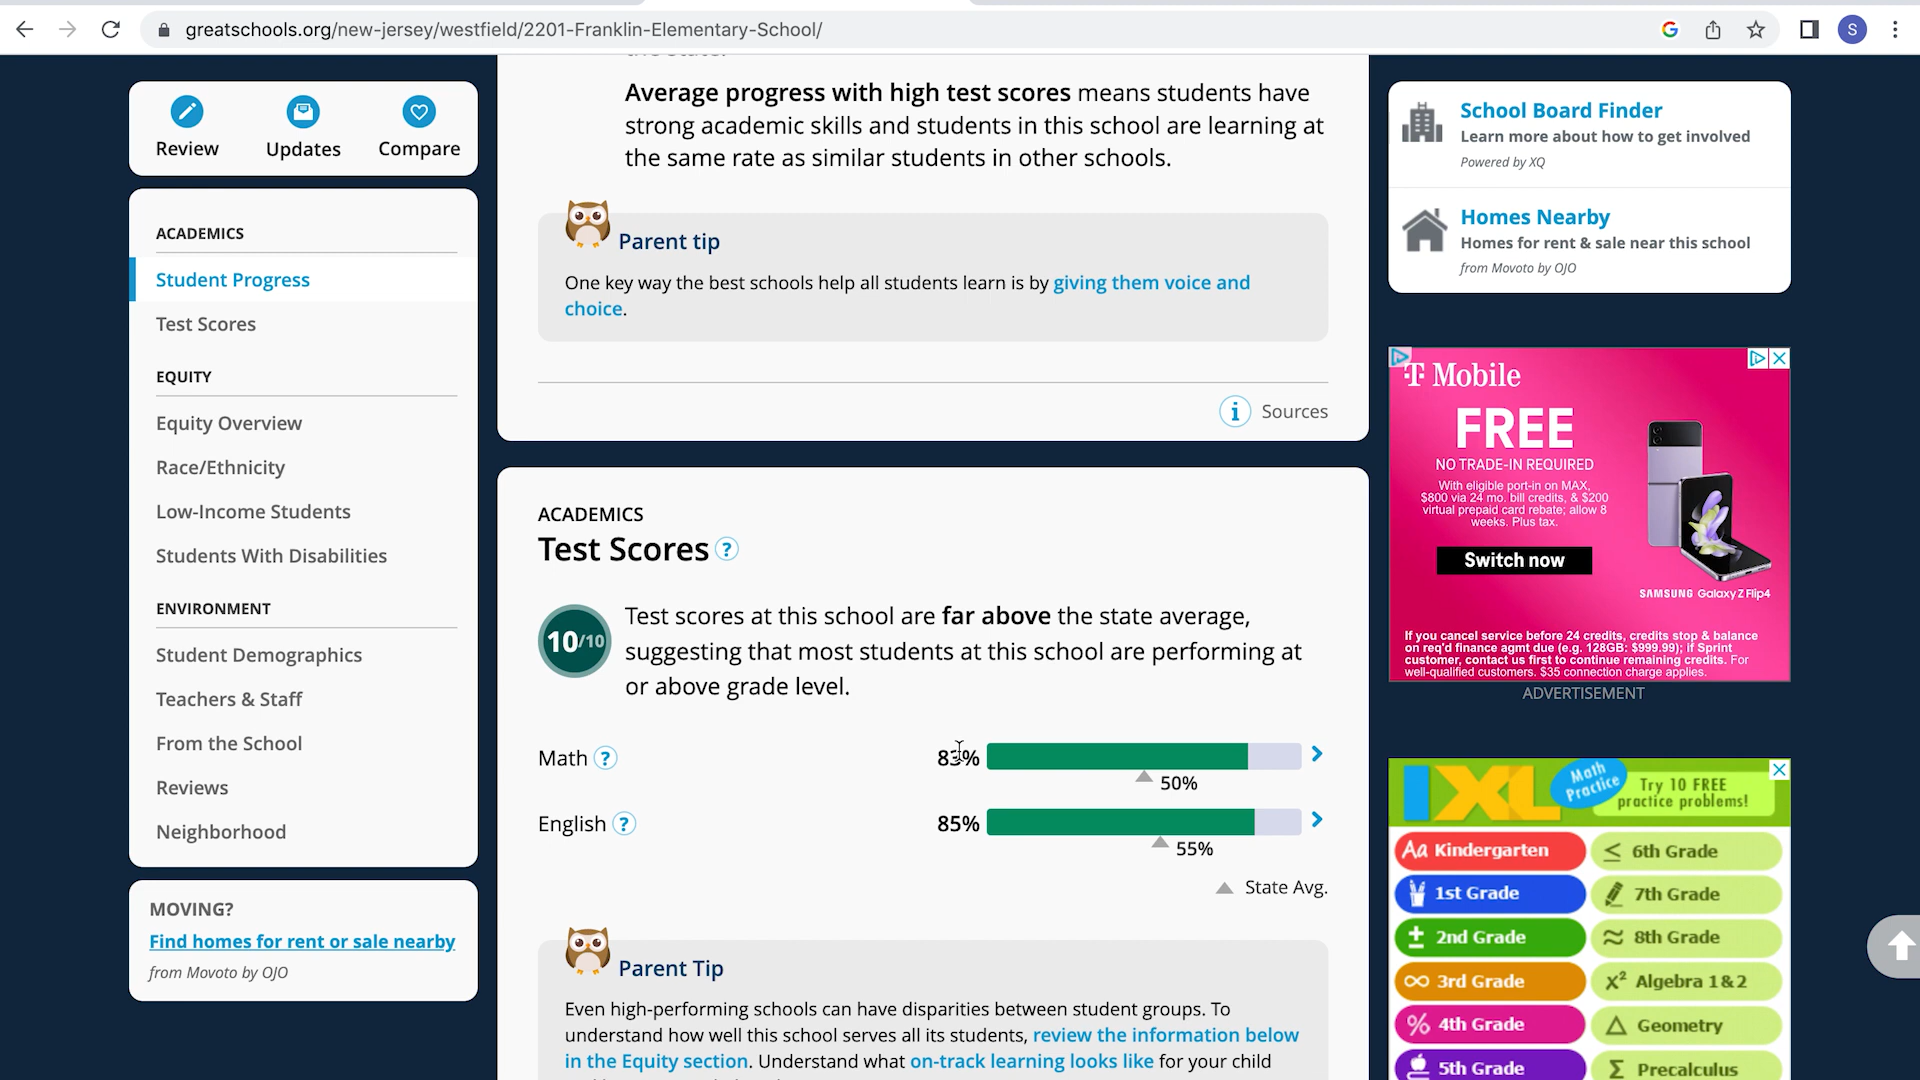 greatschools.org/new-jersey/westfield/2201-Franklin-Elementary-School/
S
Review
Updates
Compare
ACADEMICS
Student Progress
Test Scores
EQUITY
Equity Overview
Race/Ethnicity
Low-Income Students
Students With Disabilities
ENVIRONMENT
Student Demographics
Teachers & Staff
From the School
Reviews
Neighborhood
MOVING?
Find homes for rent or sale nearby
from Movoto by OJO
Average progress with high test scores means students have
strong academic skills and students in this school are learning at
the same rate as similar students in other schools.
Parent tip
One key way the best schools help all students learn is by giving them voice and
choice.
i Sources
ACADEMICS
Test Scores ?
10/10
Test scores at this school are far above the state average,
suggesting that most students at this school are performing at
or above grade level.
Math ? 83%
50%
English ? 85%
55%
State Avg.
Parent Tip
Even high-performing schools can have disparities between student groups. To
understand how well this school serves all its students, review the information below
in the Equity section. Understand what on-track learning looks like for your child
School Board Finder
Learn more about how to get involved
Powered by XQ
Homes Nearby
Homes for rent & sale near this school
from Movoto by OJO
T Mobile
FREE
NO TRADE-IN REQUIRED
With eligible port-in on MAX,
$800 via 24 mo. bill credits, & $200
virtual prepaid card rebate; allow 8
weeks. Plus tax.
Switch now
SAMSUNG Galaxy Z Flip4
If you cancel service before 24 credits, credits stop & balance
on req'd finance agmt due (e.g. 128GB: $999.99); if Sprint
customer, contact us first to continue remaining credits. For
well-qualified customers. $35 connection charge applies.
ADVERTISEMENT
IXL
Math
Practice
Try 10 FREE
practice problems!
Aa Kindergarten
≤ 6th Grade
1st Grade
7th Grade
± 2nd Grade
≈ 8th Grade
∞ 3rd Grade
x² Algebra 1 & 2
% 4th Grade
△ Geometry
5th Grade
Σ Precalculus